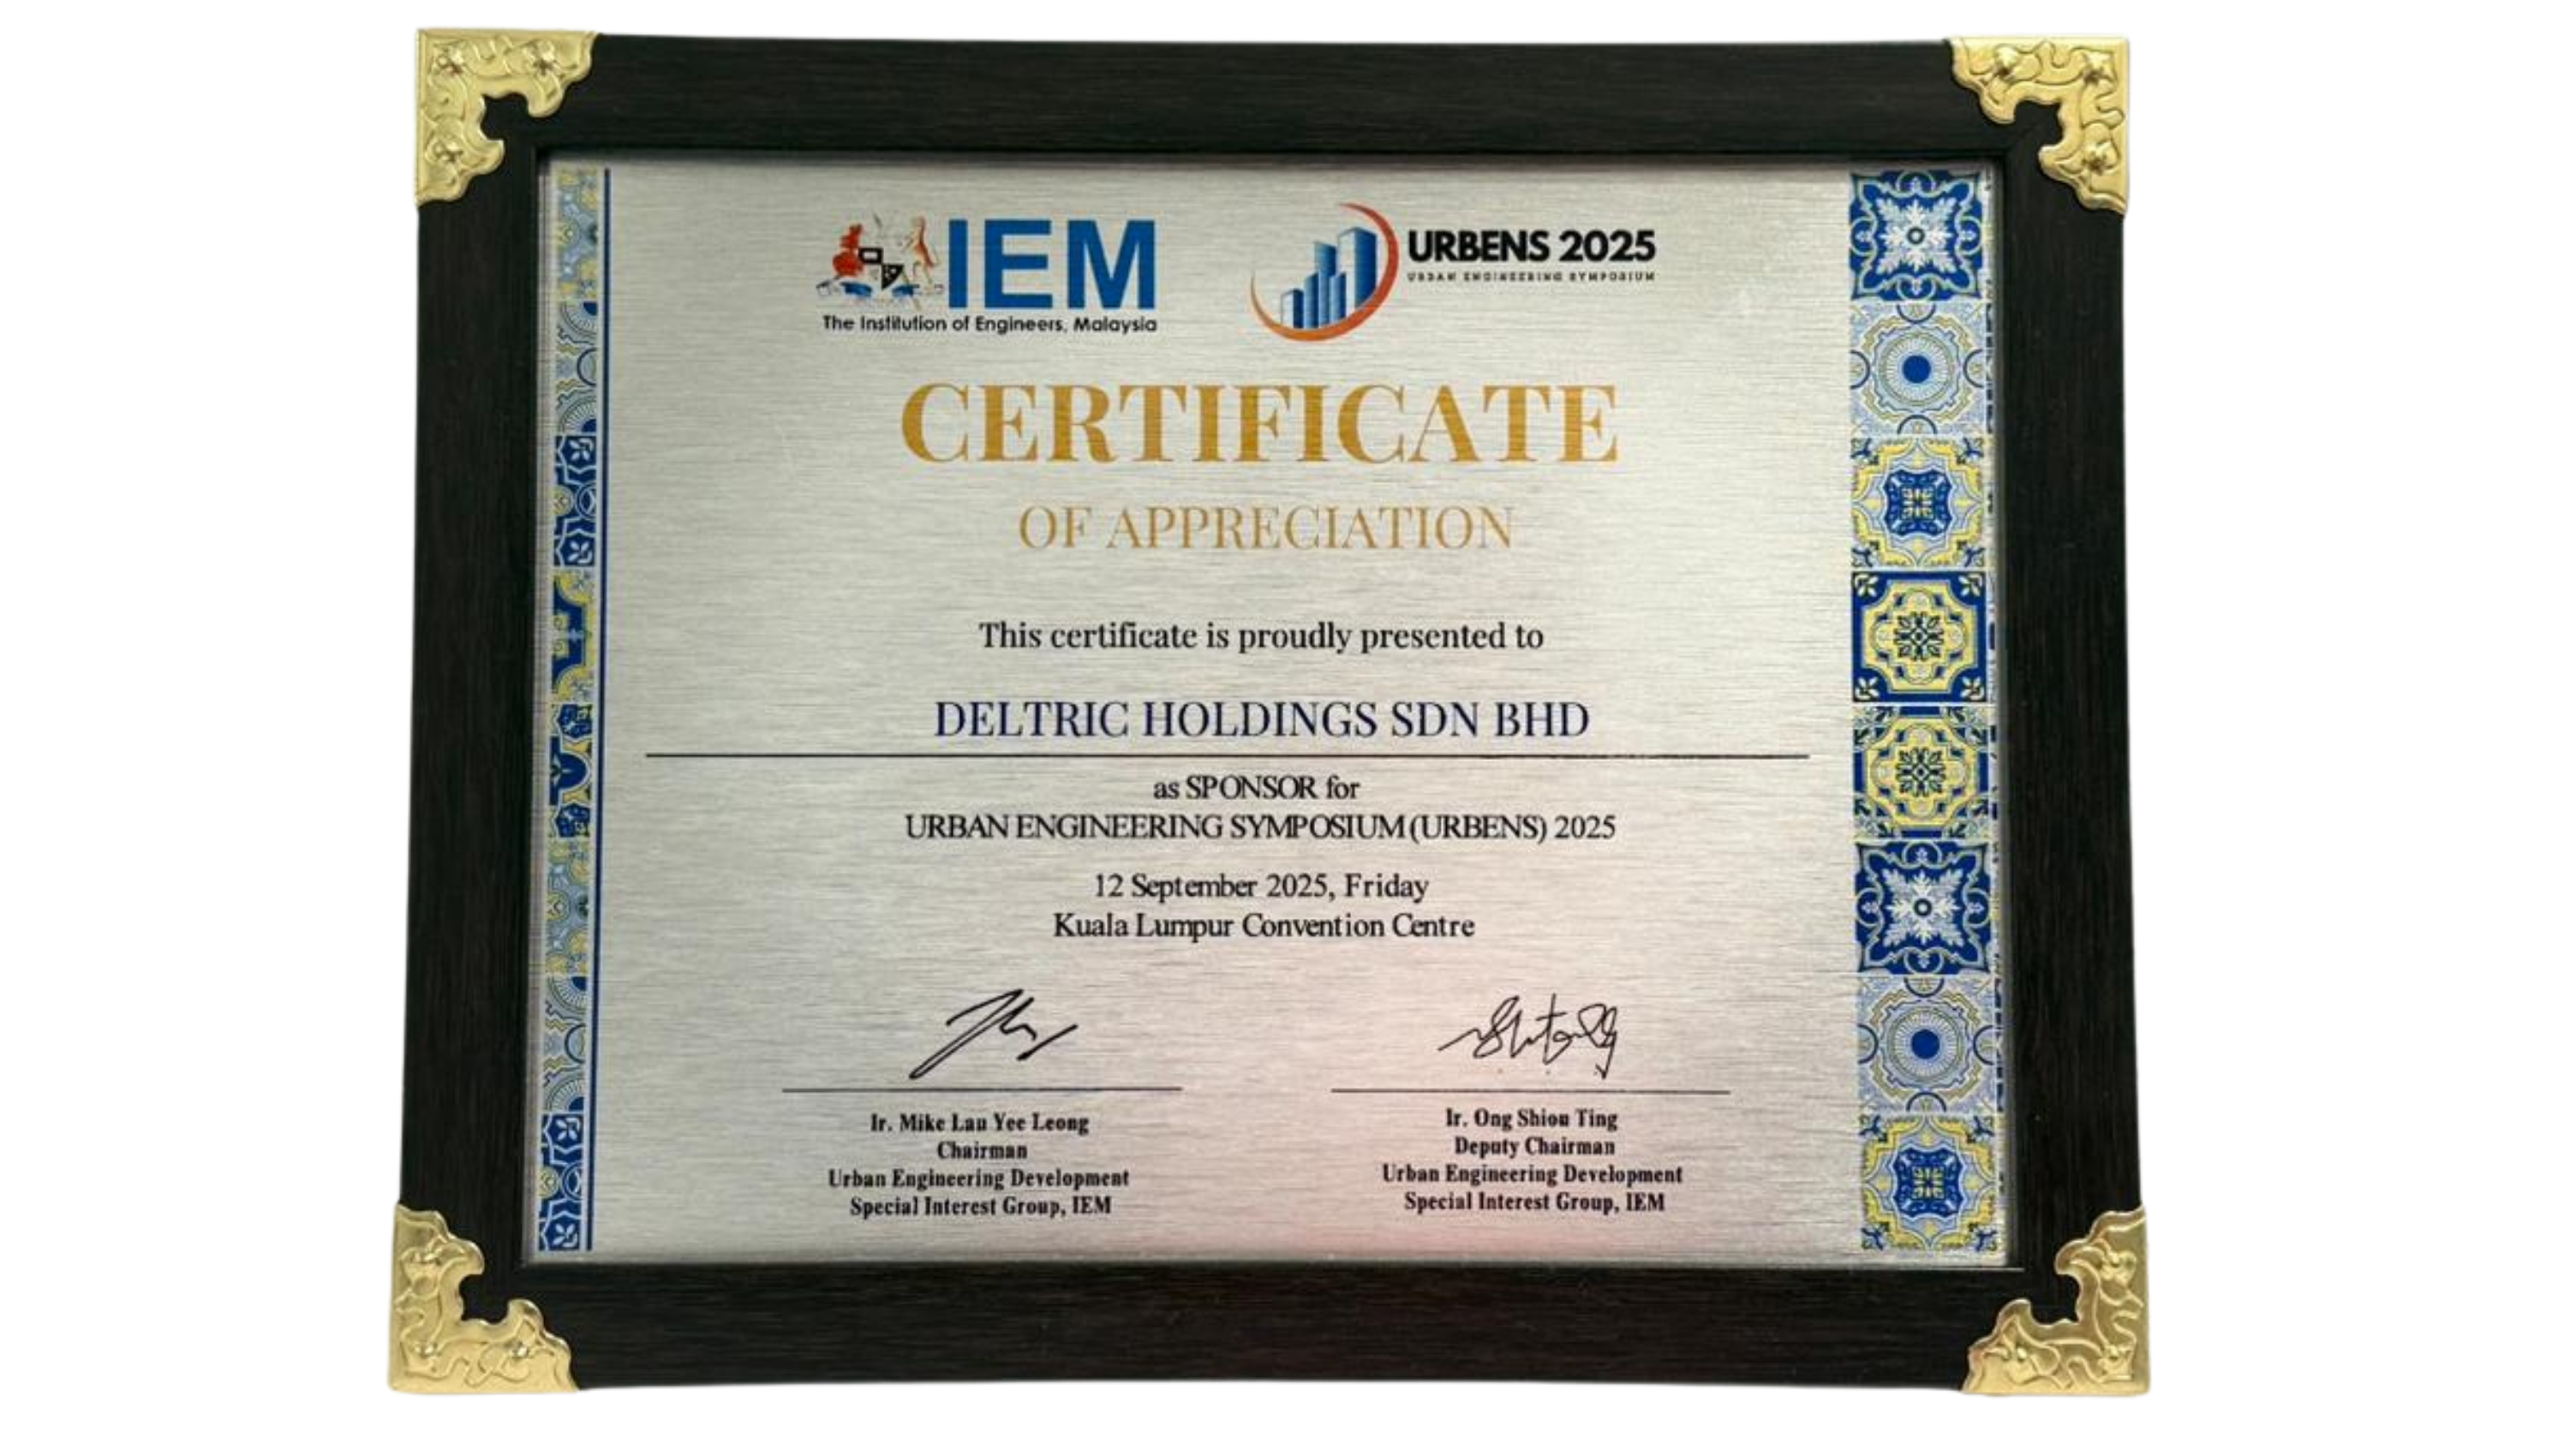 IEM
The Institution of Engineers, Malaysia
URBENS 2025
URBAN ENGINEERING SYMPOSIUM
CERTIFICATE
OF APPRECIATION
This certificate is proudly presented to
DELTRIC HOLDINGS SDN BHD
as SPONSOR for
URBAN ENGINEERING SYMPOSIUM (URBENS) 2025
12 September 2025, Friday
Kuala Lumpur Convention Centre
Ir. Mike Lau Yee Leong
Chairman
Urban Engineering Development
Special Interest Group, IEM
Ir. Ong Shiou Ting
Deputy Chairman
Urban Engineering Development
Special Interest Group, IEM